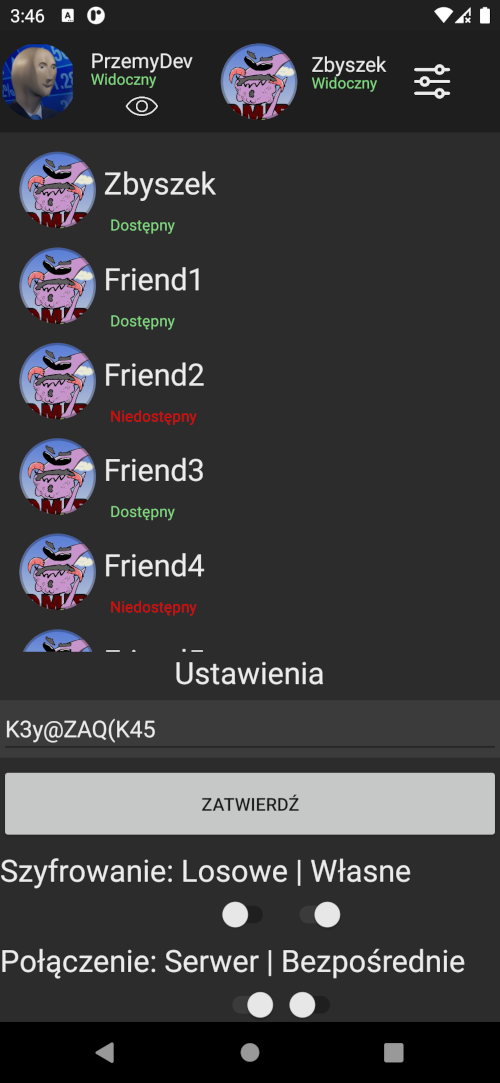 3:46
PrzemyDev
Widoczny
Zbyszek
Widoczny
Zbyszek
Dostępny
Friend1
Dostępny
Friend2
Niedostępny
Friend3
Dostępny
Friend4
Niedostępny
Ustawienia
K3y@ZAQ(K45
ZATWIERDŹ
Szyfrowanie: Losowe | Własne
Połączenie: Serwer | Bezpośrednie